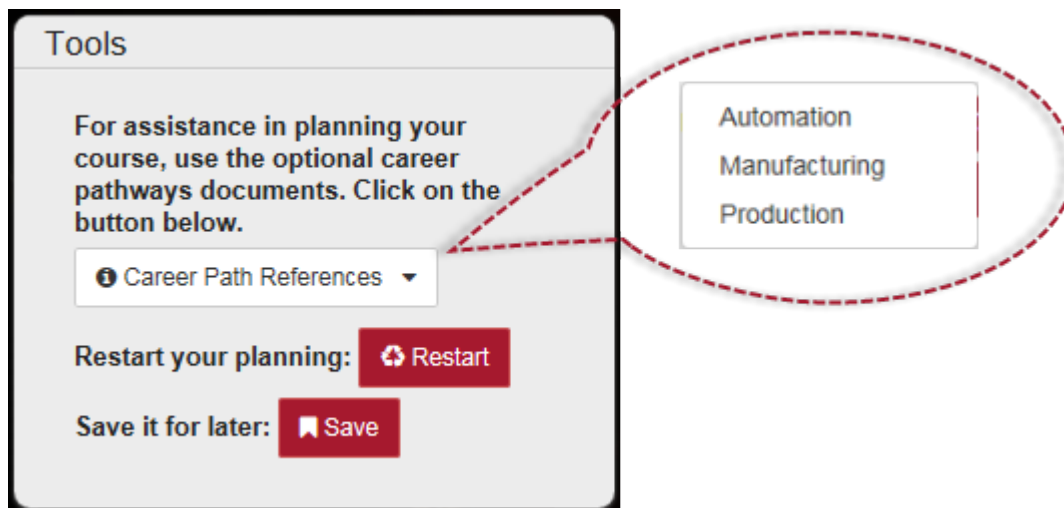 Tools
For assistance in planning your
course, use the optional career
pathways documents. Click on the
button below.
Career Path References
Restart your planning: Restart
Save it for later: Save
Automation
Manufacturing
Production